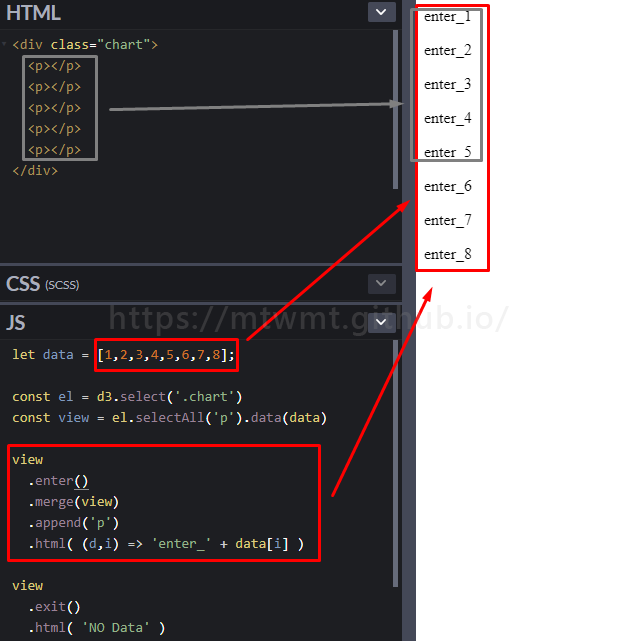 HTML
<div class="chart">
<p></p>
<p></p>
<p></p>
<p></p>
<p></p>
</div>
enter_1
enter_2
enter_3
enter_4
enter_5
enter_6
enter_7
enter_8
CSS (SCSS)
https://mtwmt.github.io/
JS
let data = [1,2,3,4,5,6,7,8];
const el = d3.select('.chart')
const view = el.selectAll('p').data(data)
view
.enter()
.merge(view)
.append('p')
.html( (d,i) => 'enter_' + data[i] )
view
.exit()
.html( 'NO Data' )